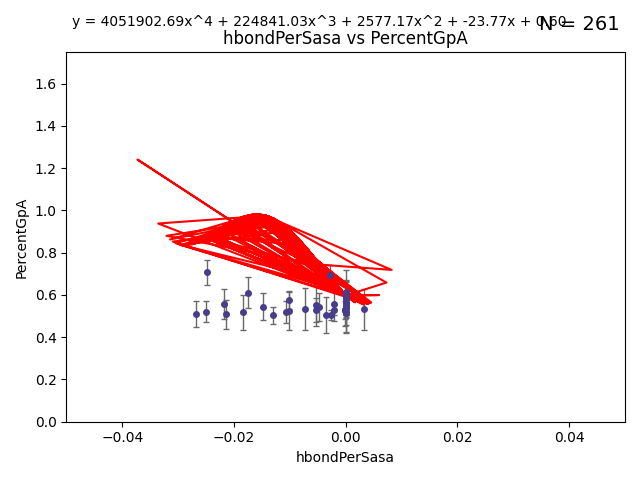 y = 4051902.69x^4 + 224841.03x^3 + 2577.17x^2 + -23.77x + 0.60
N = 261
hbondPerSasa vs PercentGpA
PercentGpA
1.6
1.4
1.2
1.0
0.8
0.6
0.4
0.2
0.0
−0.04 −0.02 0.00 0.02 0.04
hbondPerSasa